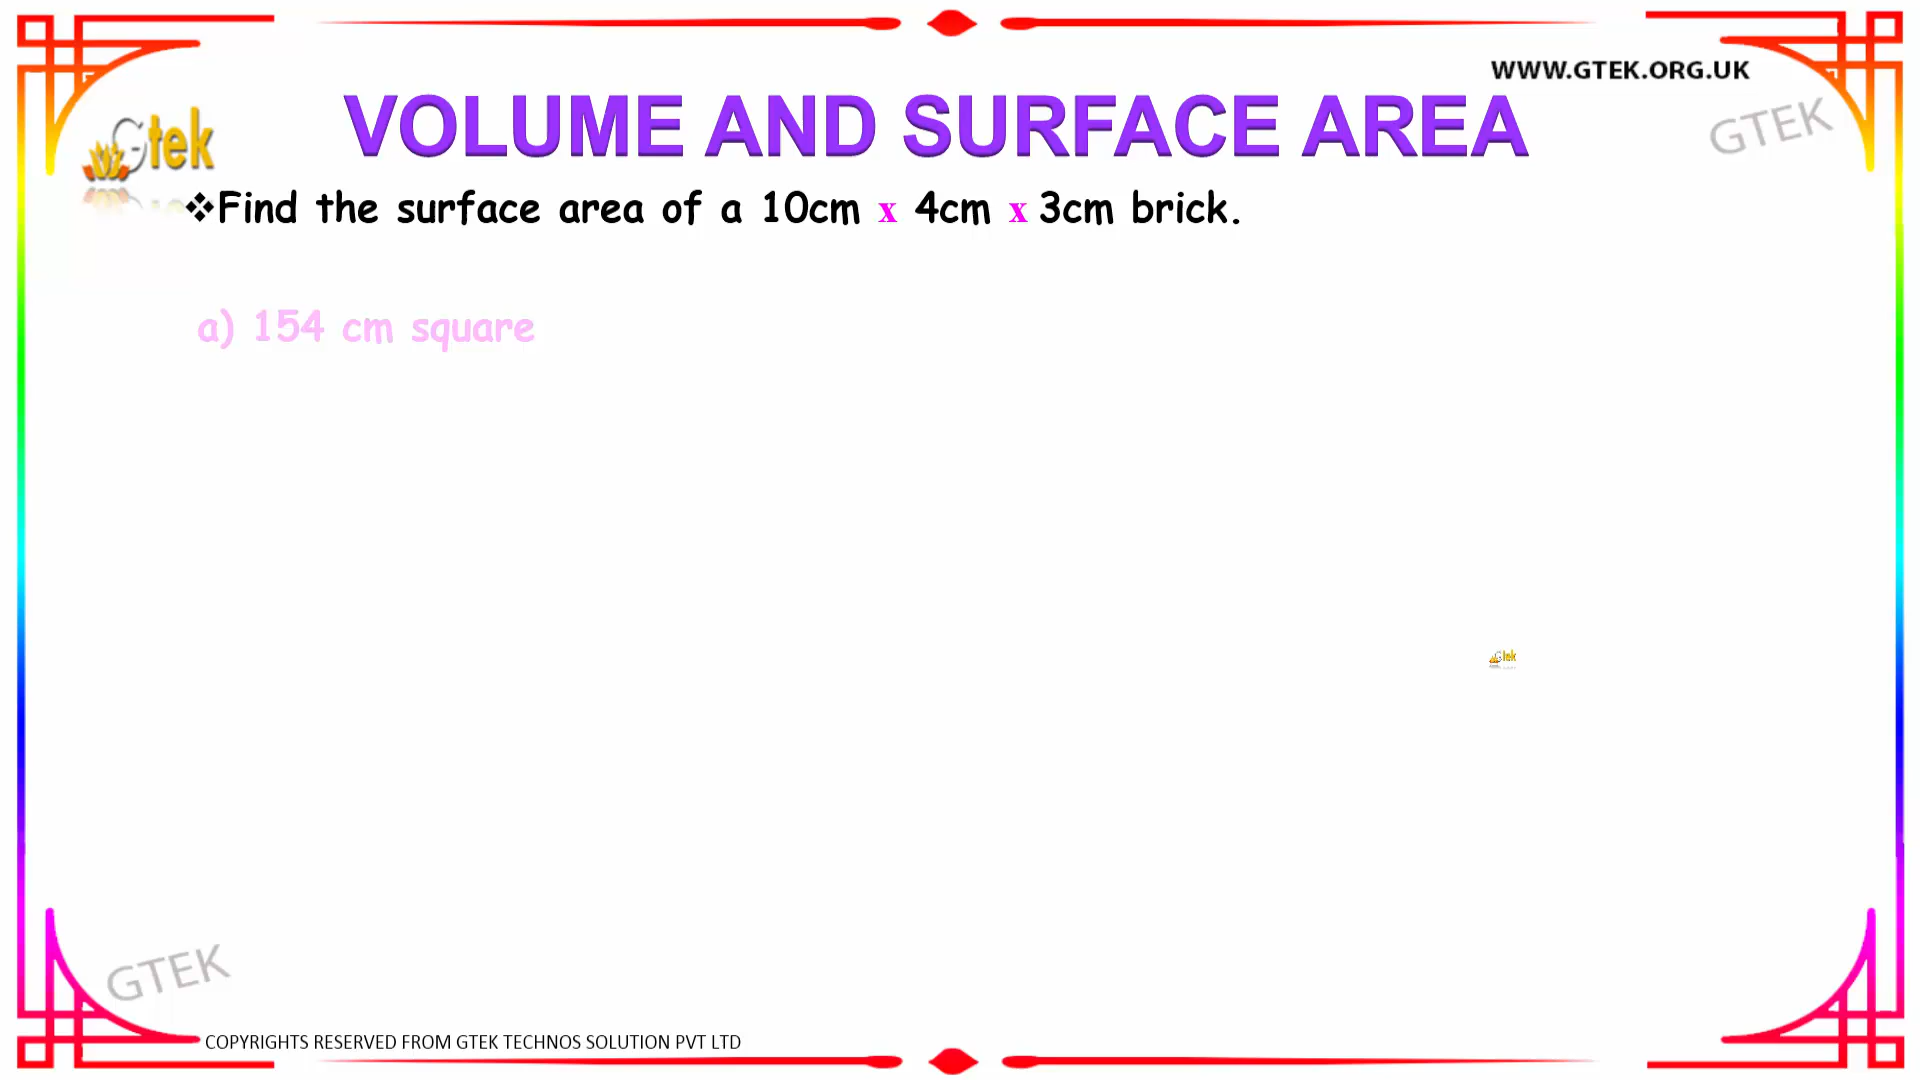 WWW.GTEK.ORG.UK
Gtek
VOLUME AND SURFACE AREA
GTEK
❖Find the surface area of a 10cm x 4cm x 3cm brick.
a) 154 cm square
Gtek
GTEK
COPYRIGHTS RESERVED FROM GTEK TECHNOS SOLUTION PVT LTD